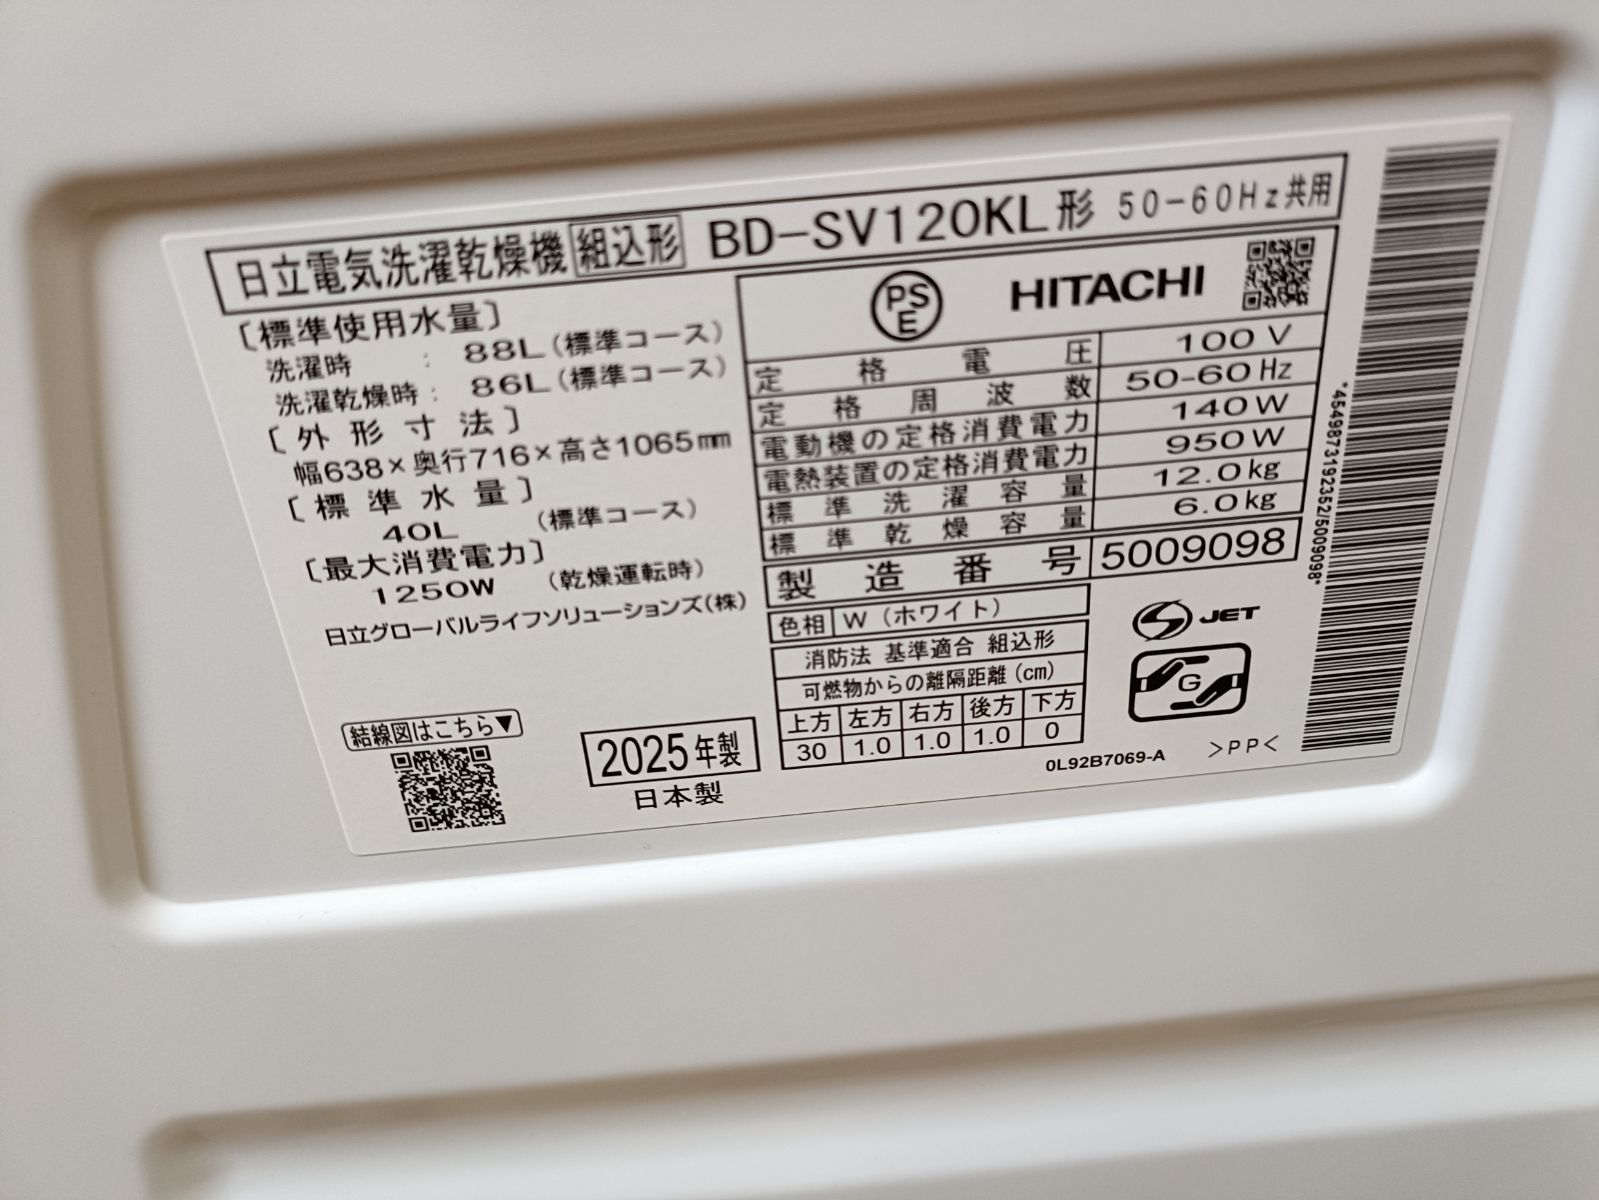 日立電気洗濯乾燥機 組込形 BD-SV120KL形 50-60Hz共用
[標準使用水量]
洗濯時 : 88L(標準コース)
洗濯乾燥時: 86L(標準コース)
[外形寸法]
幅638×奥行716×高さ1065mm
[標準水量]
40L (標準コース)
[最大消費電力]
1250W (乾燥運転時)
日立グローバルライフソリューションズ(株)
結線図はこちら▼
2025年製
日本製
PSE HITACHI
定格電圧 100V
定格周波数 50-60Hz
電動機の定格消費電力 140W
電熱装置の定格消費電力 950W
標準洗濯容量 12.0kg
標準乾燥容量 6.0kg
製造番号 5009098
色相 W(ホワイト)
消防法 基準適合 組込形
可燃物からの離隔距離(cm)
上方 左方 右方 後方 下方
30 1.0 1.0 1.0 0
S JET
G
0L92B7069-A >PP<
*4549873192352/5009098*